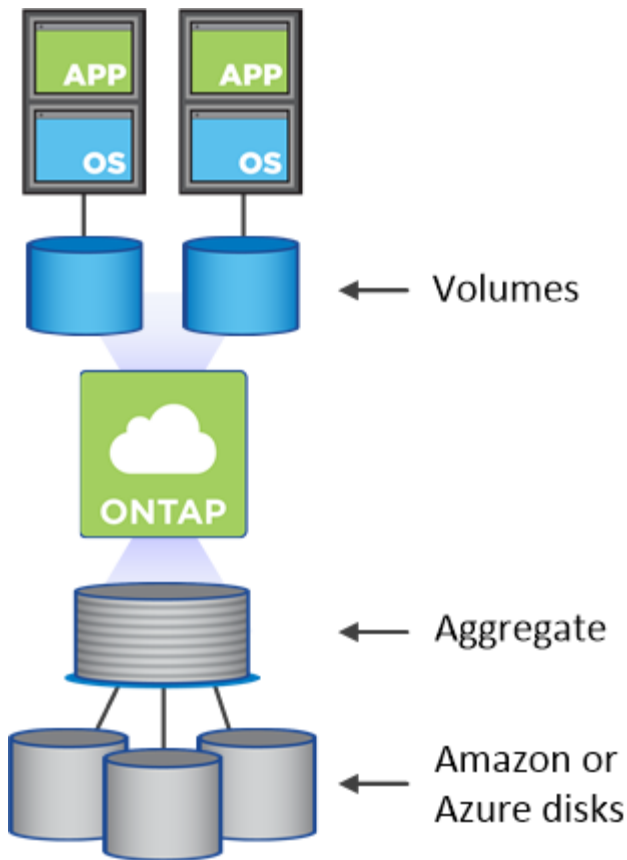 APP APP
OS OS
Volumes
ONTAP
Aggregate
Amazon or
Azure disks